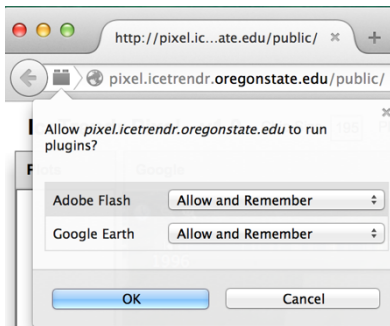 http://pixel.ic...ate.edu/public/ × +
pixel.icetrendr.oregonstate.edu/public/
Allow pixel.icetrendr.oregonstate.edu to run
plugins?
Adobe Flash Allow and Remember
Google Earth Allow and Remember
OK Cancel